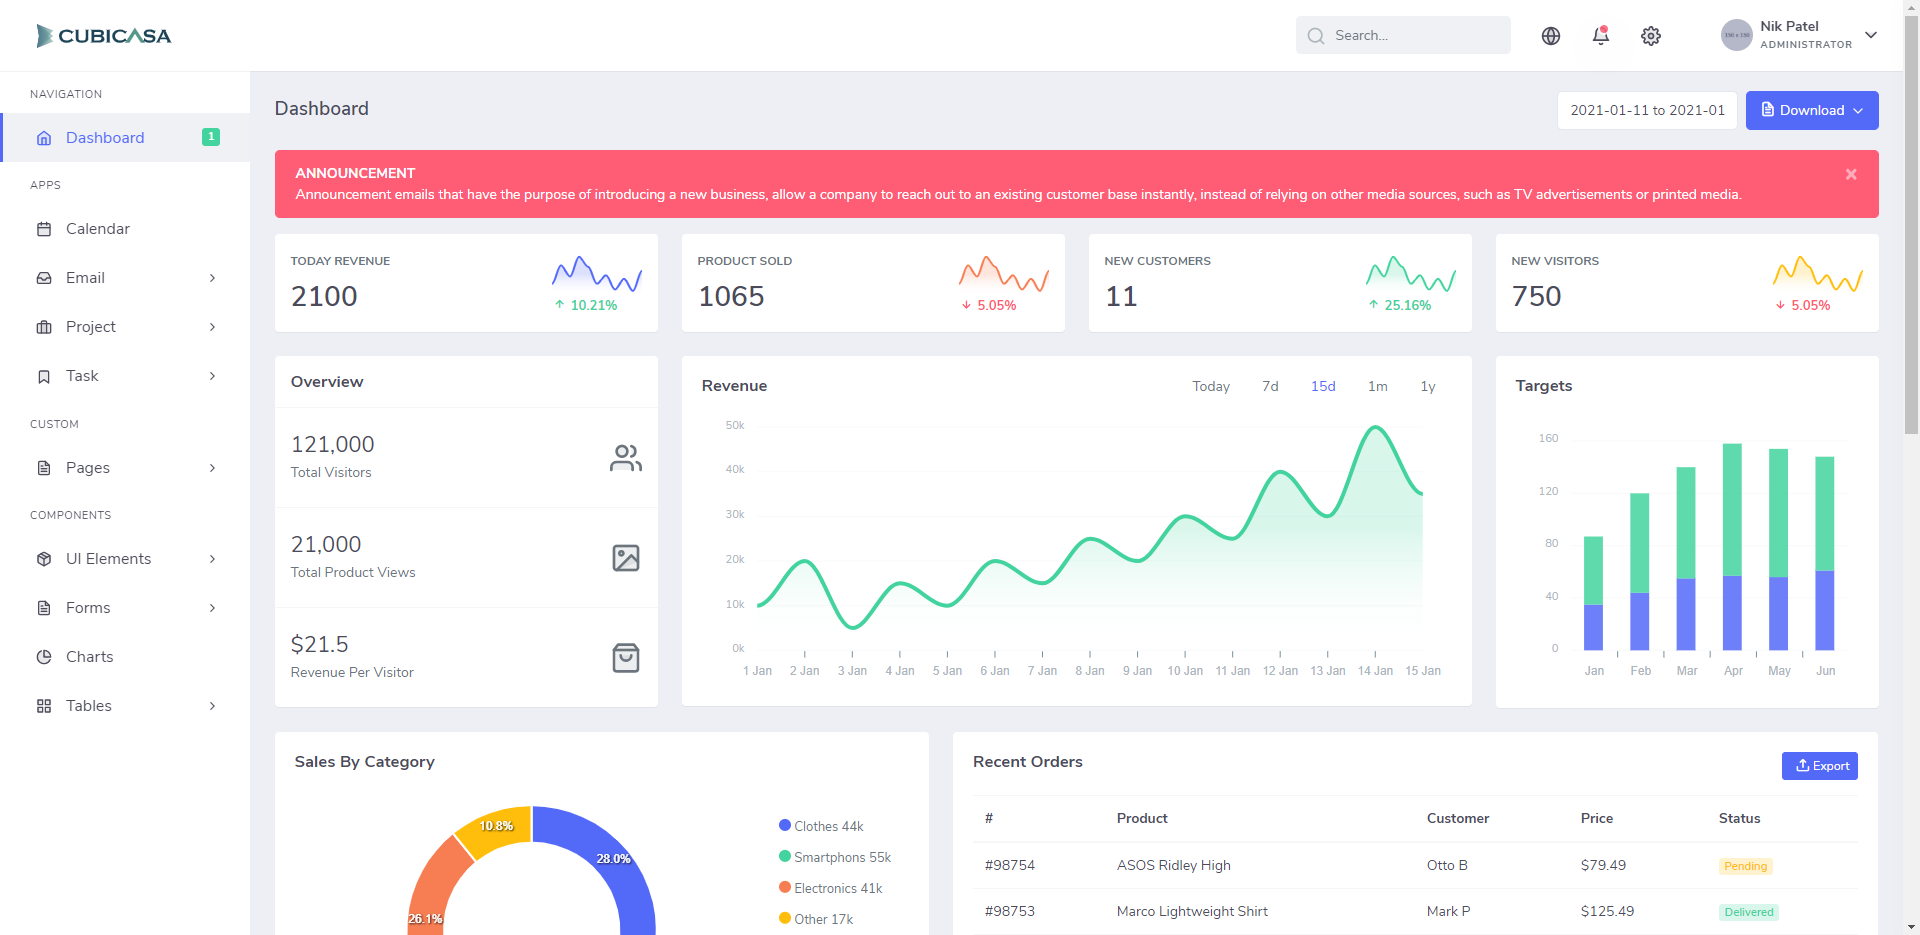 CUBICASA
Search...
Nik Patel
ADMINISTRATOR
NAVIGATION
Dashboard 1
APPS
Calendar
Email
Project
Task
CUSTOM
Pages
COMPONENTS
UI Elements
Forms
Charts
Tables
Dashboard
2021-01-11 to 2021-01
Download
ANNOUNCEMENT
Announcement emails that have the purpose of introducing a new business, allow a company to reach out to an existing customer base instantly, instead of relying on other media sources, such as TV advertisements or printed media.
TODAY REVENUE
2100
10.21%
PRODUCT SOLD
1065
5.05%
NEW CUSTOMERS
11
25.16%
NEW VISITORS
750
5.05%
Overview
121,000
Total Visitors
21,000
Total Product Views
$21.5
Revenue Per Visitor
Revenue
Today 7d 15d 1m 1y
50k
40k
30k
20k
10k
0k
1 Jan 2 Jan 3 Jan 4 Jan 5 Jan 6 Jan 7 Jan 8 Jan 9 Jan 10 Jan 11 Jan 12 Jan 13 Jan 14 Jan 15 Jan
Targets
160
120
80
40
0
Jan Feb Mar Apr May Jun
Sales By Category
10.8%
28.0%
26.1%
Clothes 44k
Smartphons 55k
Electronics 41k
Other 17k
Recent Orders
Export
# Product Customer Price Status
#98754 ASOS Ridley High Otto B $79.49 Pending
#98753 Marco Lightweight Shirt Mark P $125.49 Delivered